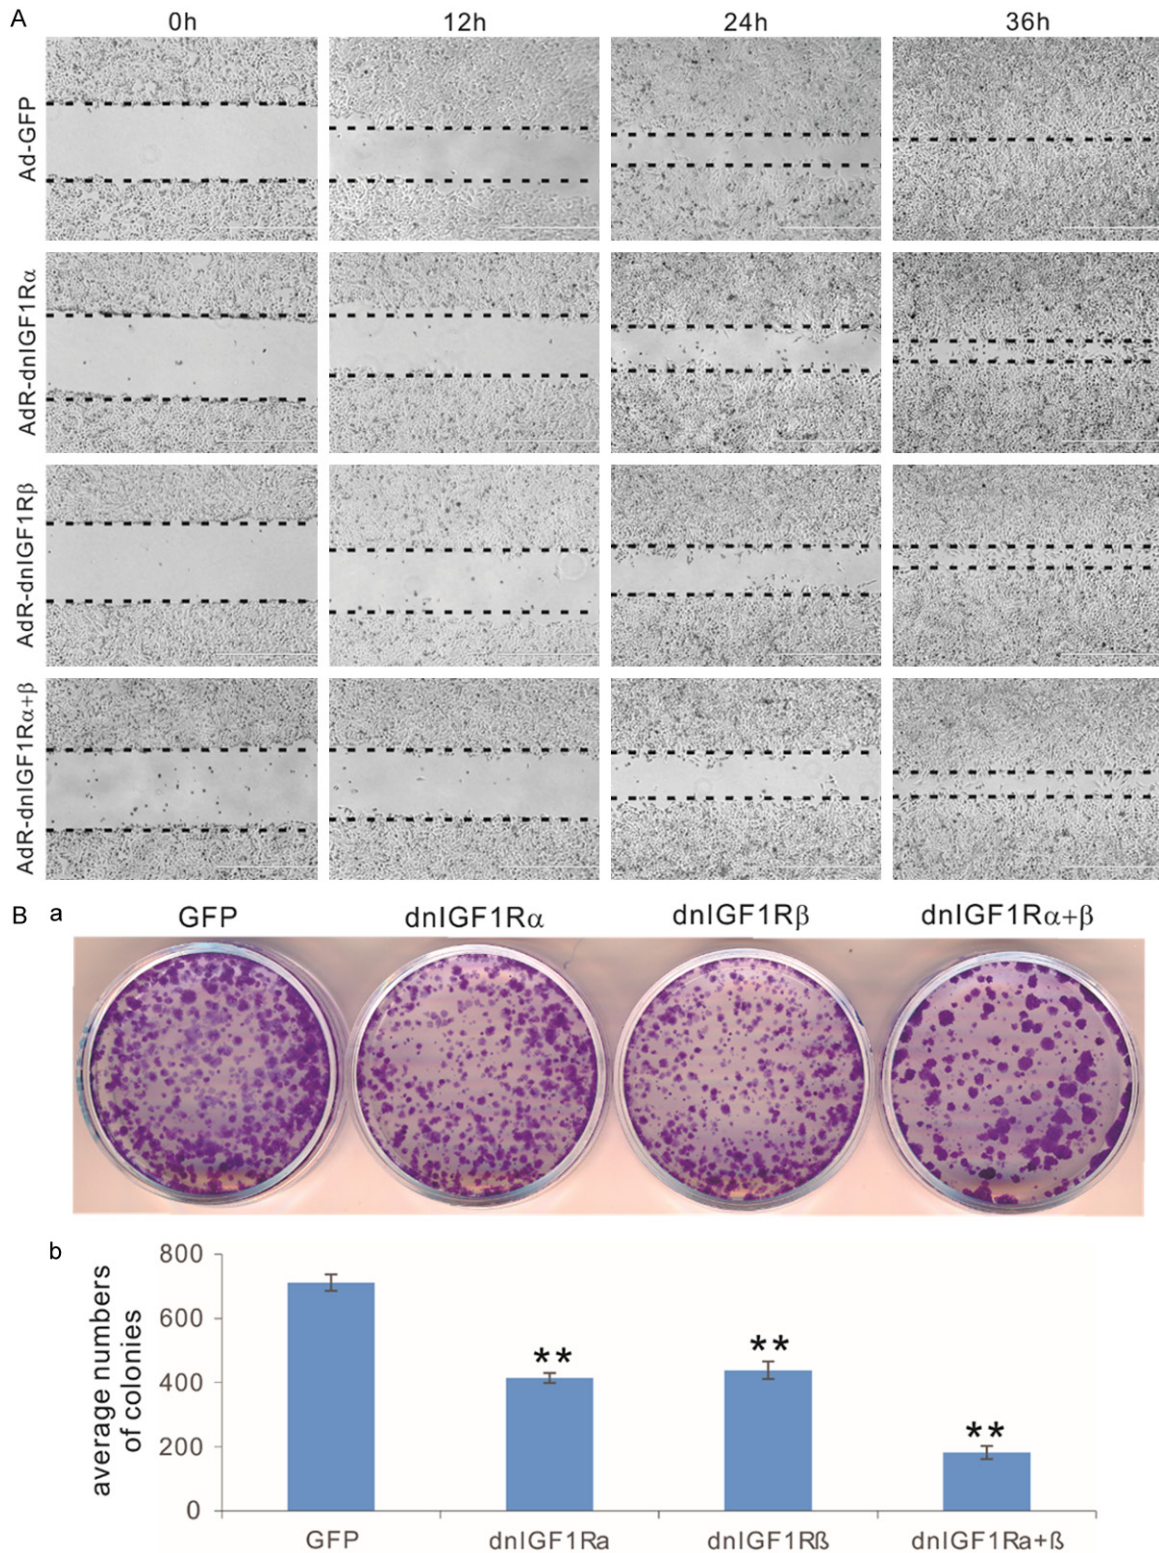 A
0h 12h 24h 36h
Ad-GFP
AdR-dnIGF1Rα
AdR-dnIGF1Rβ
AdR-dnIGF1Rα+β
B a
GFP dnIGF1Rα dnIGF1Rβ dnIGF1Rα+β
b
average numbers
of colonies
800
600
400
200
0
**
**
**
GFP dnIGF1Ra dnIGF1Rß dnIGF1Ra+ß